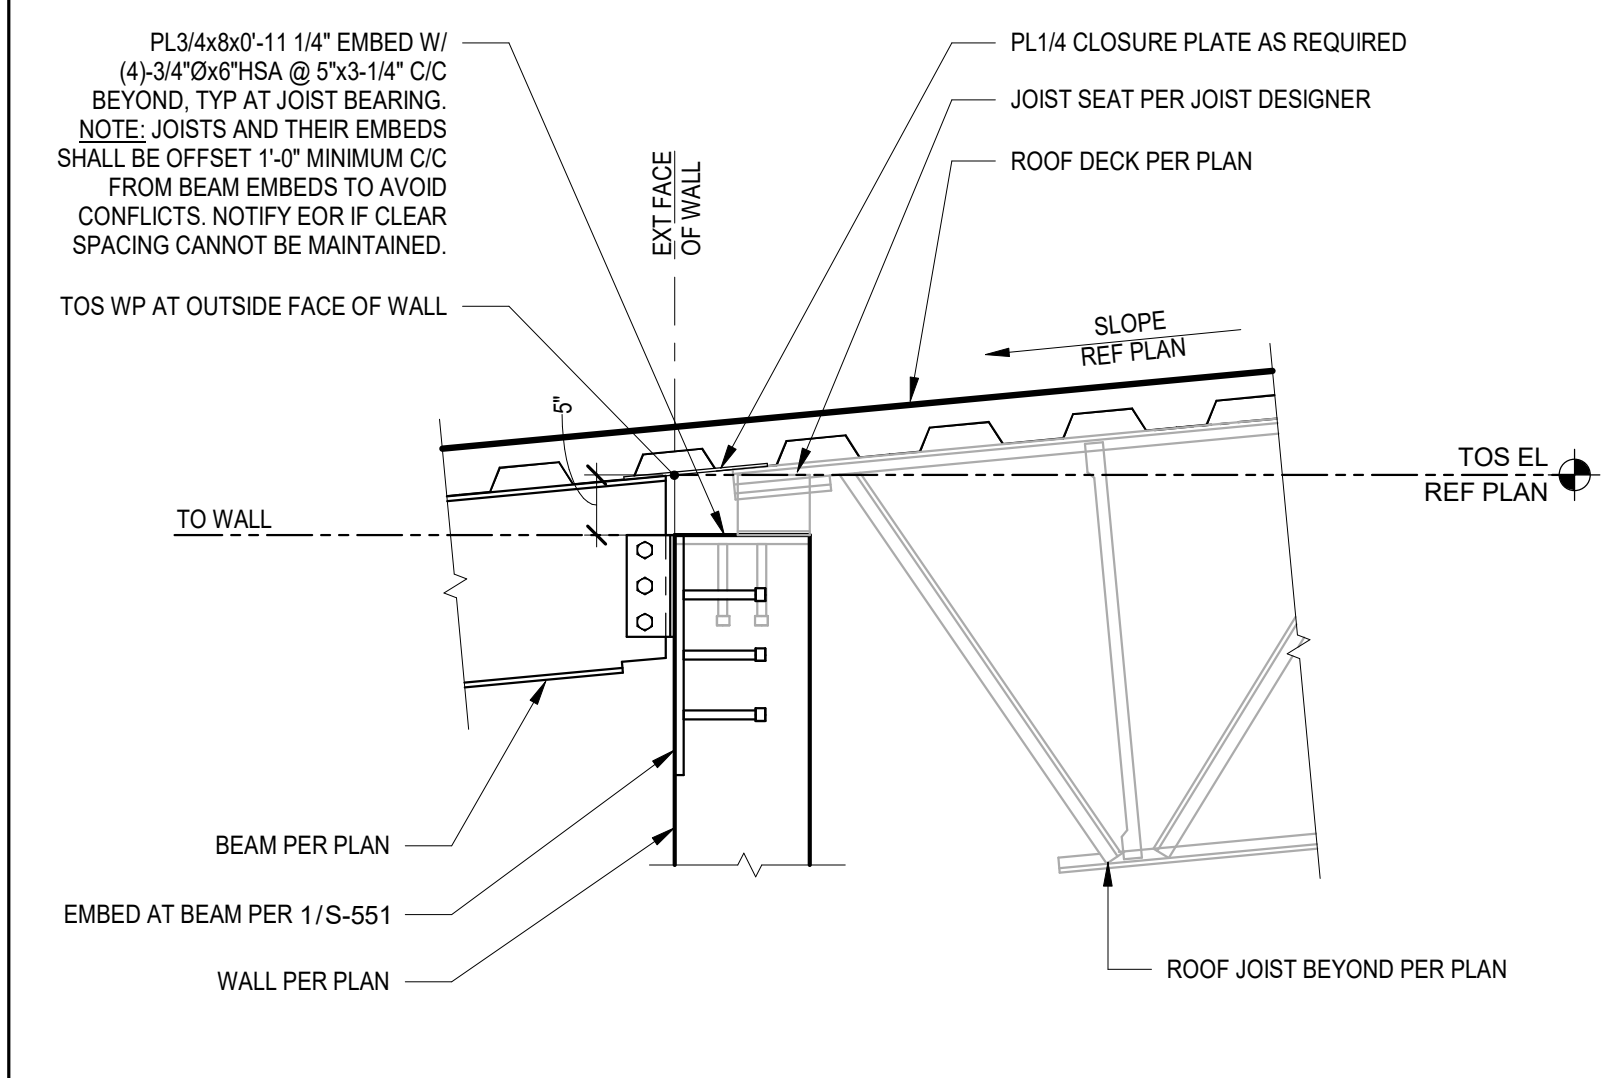 PL3/4x8x0'-11 1/4" EMBED W/
(4)-3/4"Øx6"HSA @ 5"x3-1/4" C/C
BEYOND, TYP AT JOIST BEARING.
NOTE: JOISTS AND THEIR EMBEDS
SHALL BE OFFSET 1'-0" MINIMUM C/C
FROM BEAM EMBEDS TO AVOID
CONFLICTS. NOTIFY EOR IF CLEAR
SPACING CANNOT BE MAINTAINED.
TOS WP AT OUTSIDE FACE OF WALL
EXT FACE
OF WALL
PL1/4 CLOSURE PLATE AS REQUIRED
JOIST SEAT PER JOIST DESIGNER
ROOF DECK PER PLAN
SLOPE
REF PLAN
5"
TOS EL
REF PLAN
TO WALL
BEAM PER PLAN
EMBED AT BEAM PER 1/S-551
WALL PER PLAN
ROOF JOIST BEYOND PER PLAN